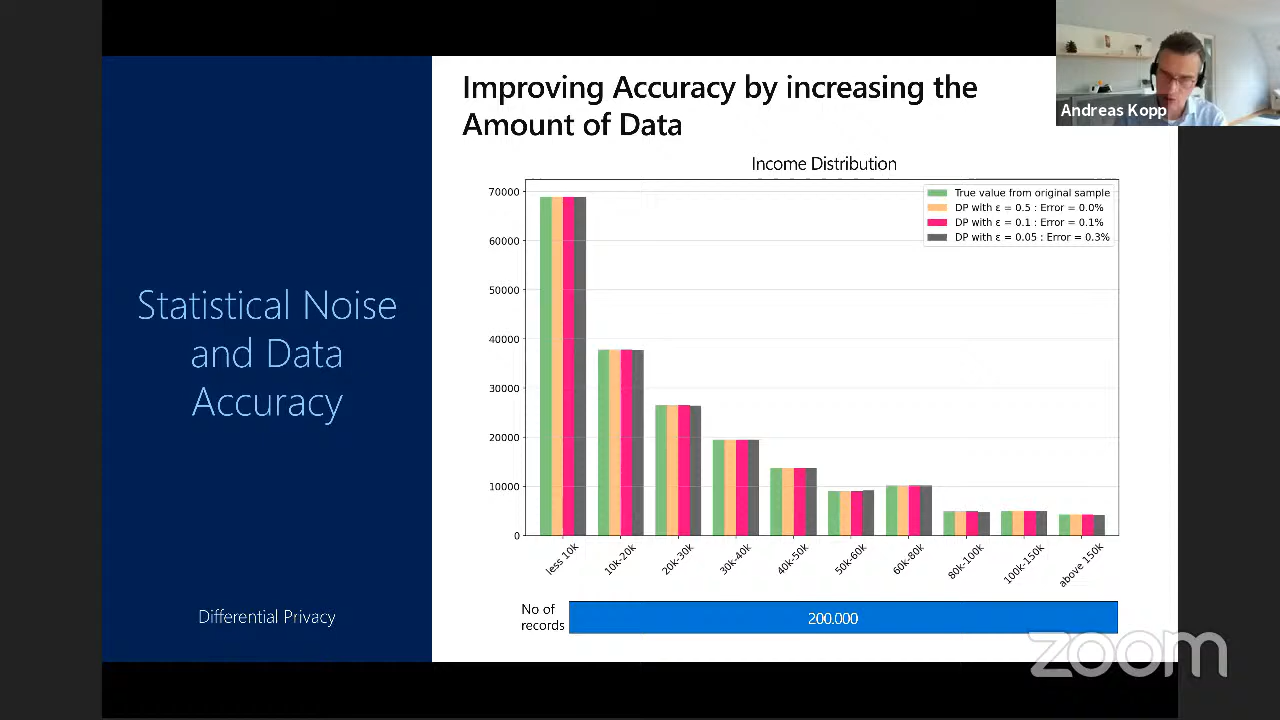 Improving Accuracy by increasing the
Amount of Data
Andreas Kopp
Income Distribution
70000
60000
50000
40000
30000
20000
10000
0
True value from original sample
DP with ε = 0.5 : Error = 0.0%
DP with ε = 0.1 : Error = 0.1%
DP with ε = 0.05 : Error = 0.3%
less 10k
10k-20k
20k-30k
30k-40k
40k-50k
50k-60k
60k-80k
80k-100k
100k-150k
above 150k
Statistical Noise
and Data
Accuracy
Differential Privacy
No of
records
200.000
zoom